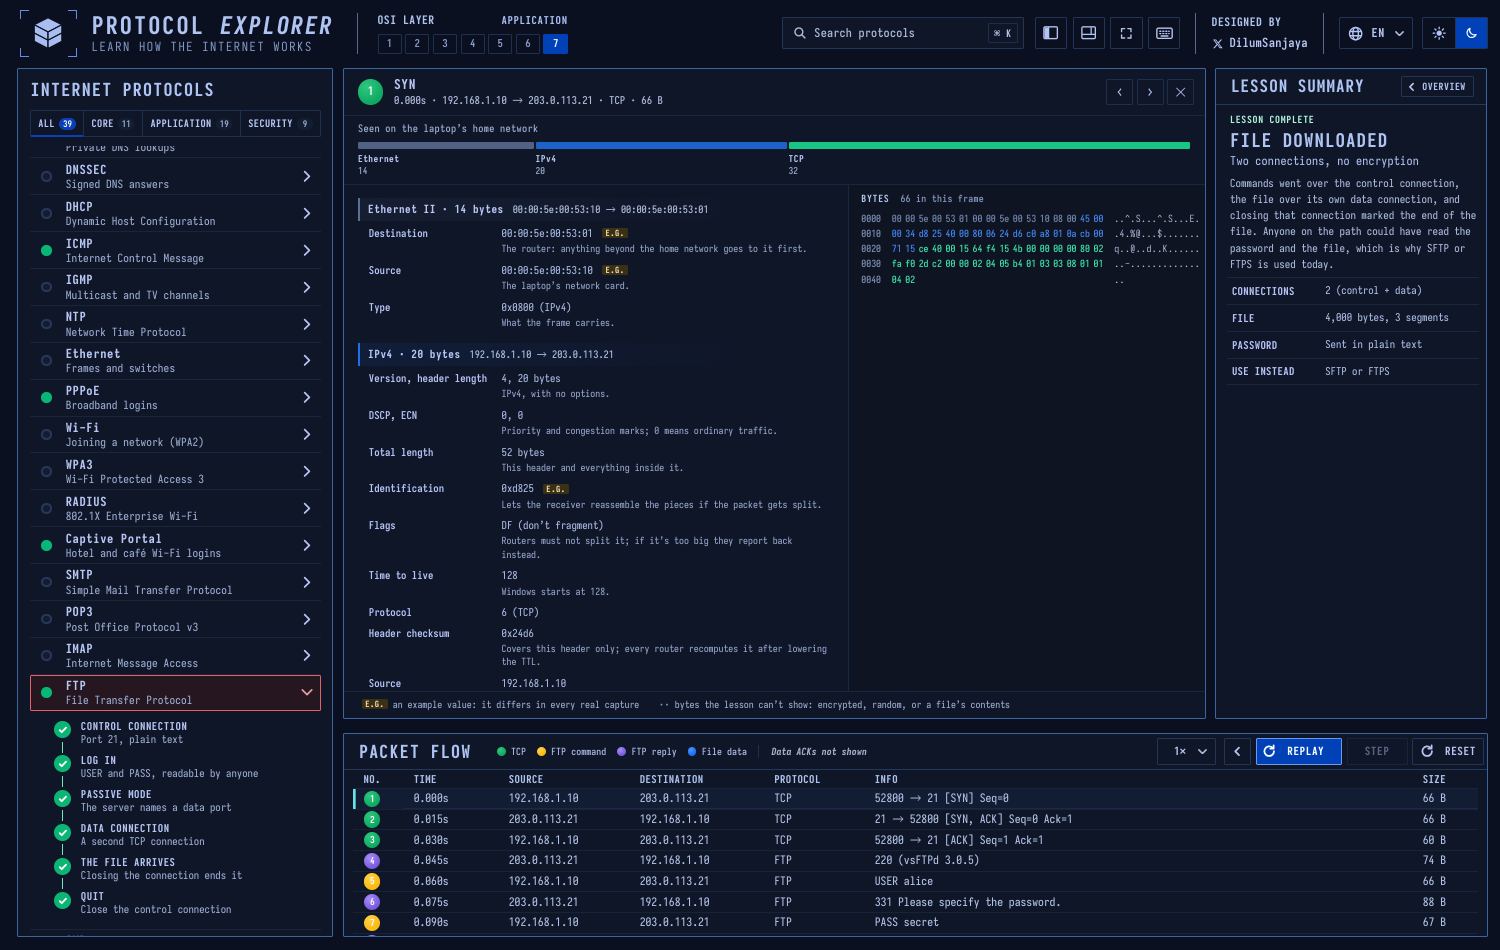 PROTOCOL EXPLORER
LEARN HOW THE INTERNET WORKS
OSI LAYER APPLICATION
1 2 3 4 5 6 7
Search protocols ⌘ K
DESIGNED BY
DilumSanjaya
EN
INTERNET PROTOCOLS
ALL 39 CORE 11 APPLICATION 19 SECURITY 9
Private DNS lookups
DNSSEC
Signed DNS answers
DHCP
Dynamic Host Configuration
ICMP
Internet Control Message
IGMP
Multicast and TV channels
NTP
Network Time Protocol
Ethernet
Frames and switches
PPPoE
Broadband logins
Wi-Fi
Joining a network (WPA2)
WPA3
Wi-Fi Protected Access 3
RADIUS
802.1X Enterprise Wi-Fi
Captive Portal
Hotel and café Wi-Fi logins
SMTP
Simple Mail Transfer Protocol
POP3
Post Office Protocol v3
IMAP
Internet Message Access
FTP
File Transfer Protocol
CONTROL CONNECTION
Port 21, plain text
LOG IN
USER and PASS, readable by anyone
PASSIVE MODE
The server names a data port
DATA CONNECTION
A second TCP connection
THE FILE ARRIVES
Closing the connection ends it
QUIT
Close the control connection
1 SYN
0.000s · 192.168.1.10 → 203.0.113.21 · TCP · 66 B
Seen on the laptop's home network
Ethernet IPv4 TCP
14 20 32
Ethernet II · 14 bytes 00:00:5e:00:53:10 → 00:00:5e:00:53:01
Destination 00:00:5e:00:53:01 E.G.
The router: anything beyond the home network goes to it first.
Source 00:00:5e:00:53:10 E.G.
The laptop's network card.
Type 0x0800 (IPv4)
What the frame carries.
IPv4 · 20 bytes 192.168.1.10 → 203.0.113.21
Version, header length 4, 20 bytes
IPv4, with no options.
DSCP, ECN 0, 0
Priority and congestion marks; 0 means ordinary traffic.
Total length 52 bytes
This header and everything inside it.
Identification 0xd825 E.G.
Lets the receiver reassemble the pieces if the packet gets split.
Flags DF (don't fragment)
Routers must not split it; if it's too big they report back
instead.
Time to live 128
Windows starts at 128.
Protocol 6 (TCP)
Header checksum 0x24d6
Covers this header only; every router recomputes it after lowering
the TTL.
Source 192.168.1.10
BYTES 66 in this frame
0000 00 00 5e 00 53 01 00 00 5e 00 53 10 08 00 45 00 ..^.S...^.S...E.
0010 00 34 d8 25 40 00 80 06 24 d6 c0 a8 01 0a cb 00 .4.%@...$.......
0020 71 15 ce 40 00 15 64 f4 15 4b 00 00 00 00 80 02 q..@..d..K......
0030 fa f0 2d c2 00 00 02 04 05 b4 01 03 03 08 01 01 ..-.............
0040 04 02 ..
E.G. an example value: it differs in every real capture ·· bytes the lesson can't show: encrypted, random, or a file's contents
LESSON SUMMARY OVERVIEW
LESSON COMPLETE
FILE DOWNLOADED
Two connections, no encryption
Commands went over the control connection,
the file over its own data connection, and
closing that connection marked the end of the
file. Anyone on the path could have read the
password and the file, which is why SFTP or
FTPS is used today.
CONNECTIONS 2 (control + data)
FILE 4,000 bytes, 3 segments
PASSWORD Sent in plain text
USE INSTEAD SFTP or FTPS
PACKET FLOW TCP FTP command FTP reply File data Data ACKs not shown 1× REPLAY STEP RESET
NO. TIME SOURCE DESTINATION PROTOCOL INFO SIZE
1 0.000s 192.168.1.10 203.0.113.21 TCP 52800 → 21 [SYN] Seq=0 66 B
2 0.015s 203.0.113.21 192.168.1.10 TCP 21 → 52800 [SYN, ACK] Seq=0 Ack=1 66 B
3 0.030s 192.168.1.10 203.0.113.21 TCP 52800 → 21 [ACK] Seq=1 Ack=1 60 B
4 0.045s 203.0.113.21 192.168.1.10 FTP 220 (vsFTPd 3.0.5) 74 B
5 0.060s 192.168.1.10 203.0.113.21 FTP USER alice 66 B
6 0.075s 203.0.113.21 192.168.1.10 FTP 331 Please specify the password. 88 B
7 0.090s 192.168.1.10 203.0.113.21 FTP PASS secret 67 B